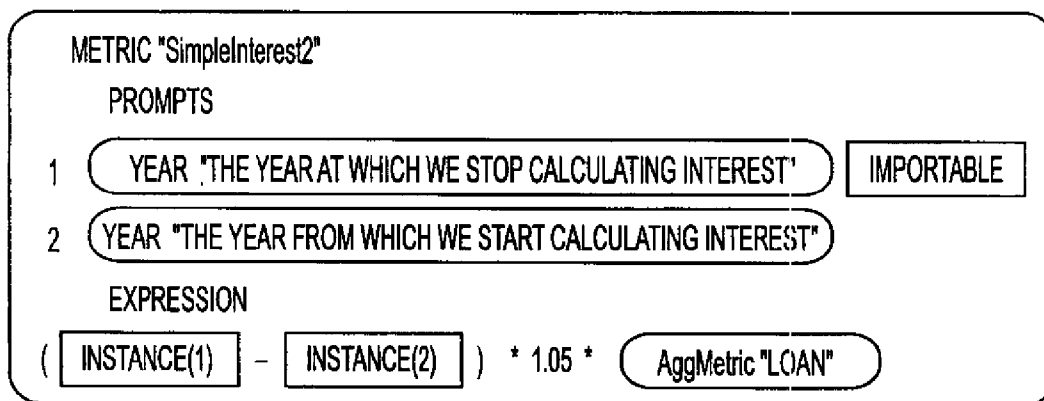 METRIC "SimpleInterest2"
PROMPTS
1 YEAR "THE YEAR AT WHICH WE STOP CALCULATING INTEREST" IMPORTABLE
2 YEAR "THE YEAR FROM WHICH WE START CALCULATING INTEREST"
EXPRESSION
( INSTANCE(1) - INSTANCE(2) ) * 1.05 * AggMetric "LOAN"